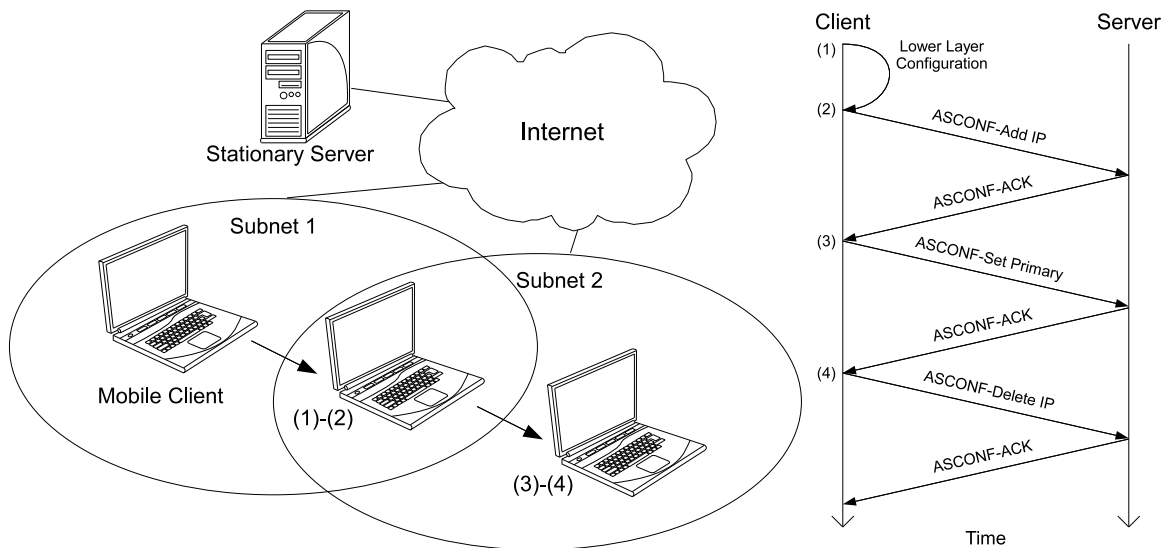 Stationary Server
Internet
Subnet 1
Subnet 2
Mobile Client
(1)-(2)
(3)-(4)
Client
Server
(1)
Lower Layer
Configuration
(2)
ASCONF-Add IP
ASCONF-ACK
(3)
ASCONF-Set Primary
ASCONF-ACK
(4)
ASCONF-Delete IP
ASCONF-ACK
Time